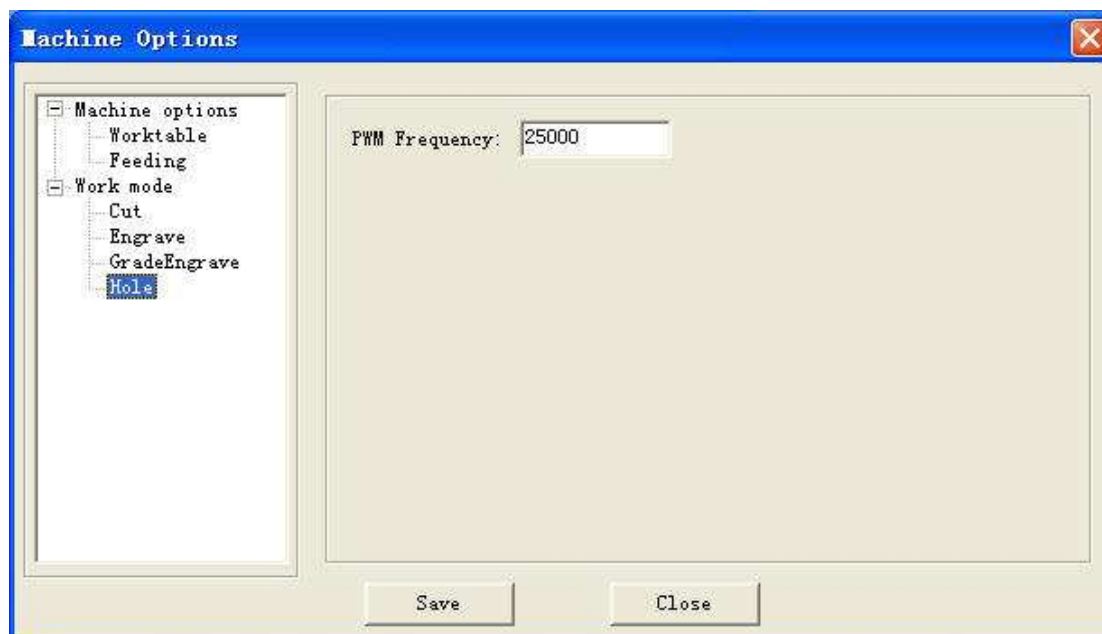 Machine Options
Machine options
Worktable
Feeding
Work mode
Cut
Engrave
GradeEngrave
Hole
PWM Frequency: 25000
Save Close